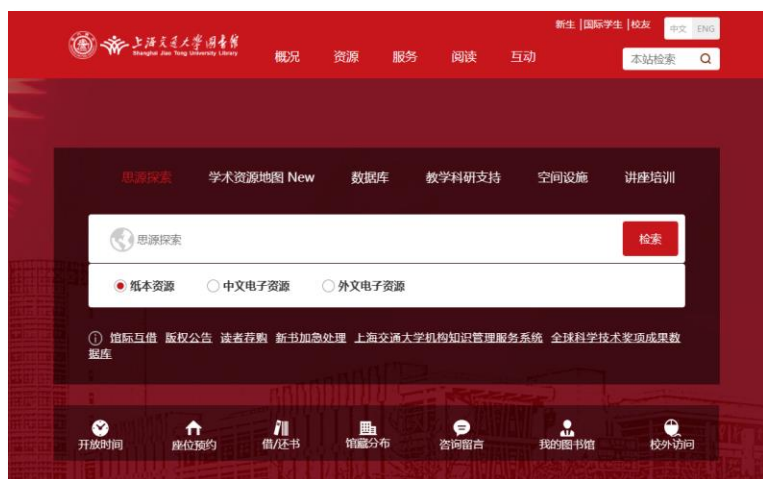 新生 | 国际学生 | 校友 中文 ENG
上海交通大学图书馆
Shanghai Jiao Tong University Library
概况 资源 服务 阅读 互动 本站检索
思源探索 学术资源地图 New 数据库 教学科研支持 空间设施 讲座培训
思源探索 检索
纸本资源 中文电子资源 外文电子资源
馆际互借 版权公告 读者荐购 新书加急处理 上海交通大学机构知识管理服务系统 全球科学技术奖项成果数
据库
开放时间 座位预约 借/还书 馆藏分布 咨询留言 我的图书馆 校外访问